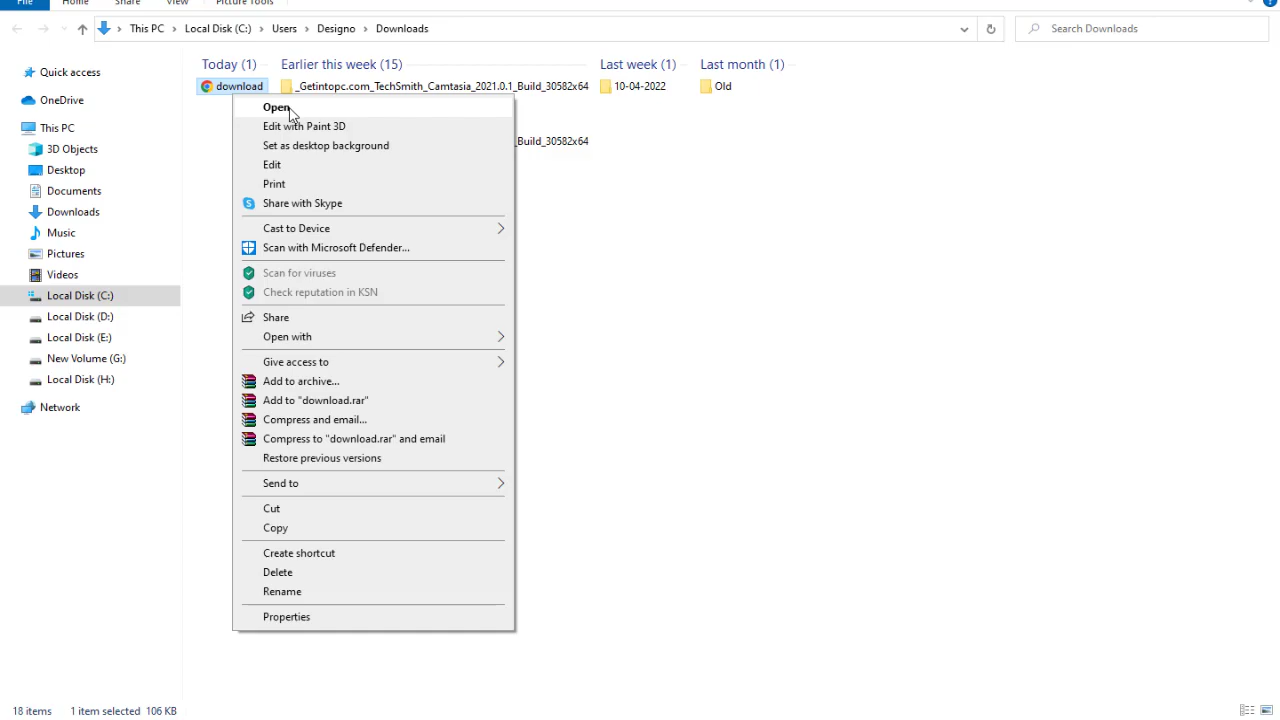 File
Home
Share
View
Picture Tools
This PC
Local Disk (C:)
Users
Designo
Downloads
Search Downloads
Quick access
OneDrive
This PC
3D Objects
Desktop
Documents
Downloads
Music
Pictures
Videos
Local Disk (C:)
Local Disk (D:)
Local Disk (E:)
New Volume (G:)
Local Disk (H:)
Network
Today (1)
Earlier this week (15)
Last week (1)
Last month (1)
download
_Getintopc.com_TechSmith_Camtasia_2021.0.1_Build_30582x64
10-04-2022
Old
_Build_30582x64
Open
Edit with Paint 3D
Set as desktop background
Edit
Print
Share with Skype
Cast to Device
Scan with Microsoft Defender...
Scan for viruses
Check reputation in KSN
Share
Open with
Give access to
Add to archive...
Add to "download.rar"
Compress and email...
Compress to "download.rar" and email
Restore previous versions
Send to
Cut
Copy
Create shortcut
Delete
Rename
Properties
18 items
1 item selected 106 KB